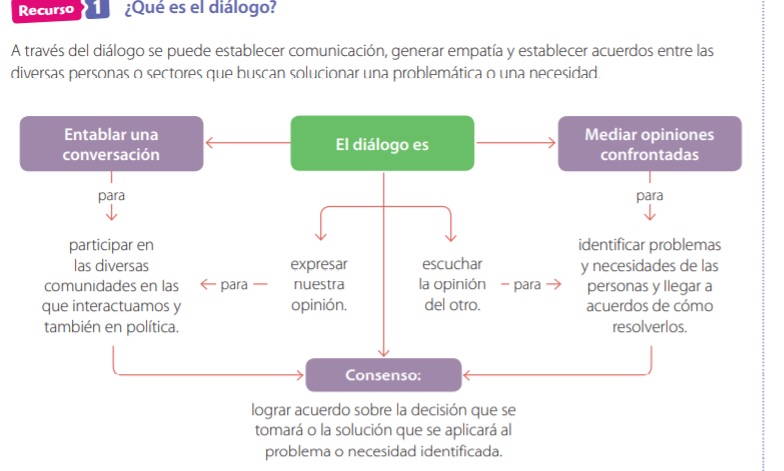 Recurso 1 ¿Qué es el diálogo?
A través del diálogo se puede establecer comunicación, generar empatía y establecer acuerdos entre las
diversas personas o sectores que buscan solucionar una problemática o una necesidad.
Entablar una
conversación
El diálogo es
Mediar opiniones
confrontadas
para
para
participar en
las diversas
comunidades en las
que interactuamos y
también en política.
para
expresar
nuestra
opinión.
escuchar
la opinión
del otro.
para
identificar problemas
y necesidades de las
personas y llegar a
acuerdos de cómo
resolverlos.
Consenso:
lograr acuerdo sobre la decisión que se
tomará o la solución que se aplicará al
problema o necesidad identificada.